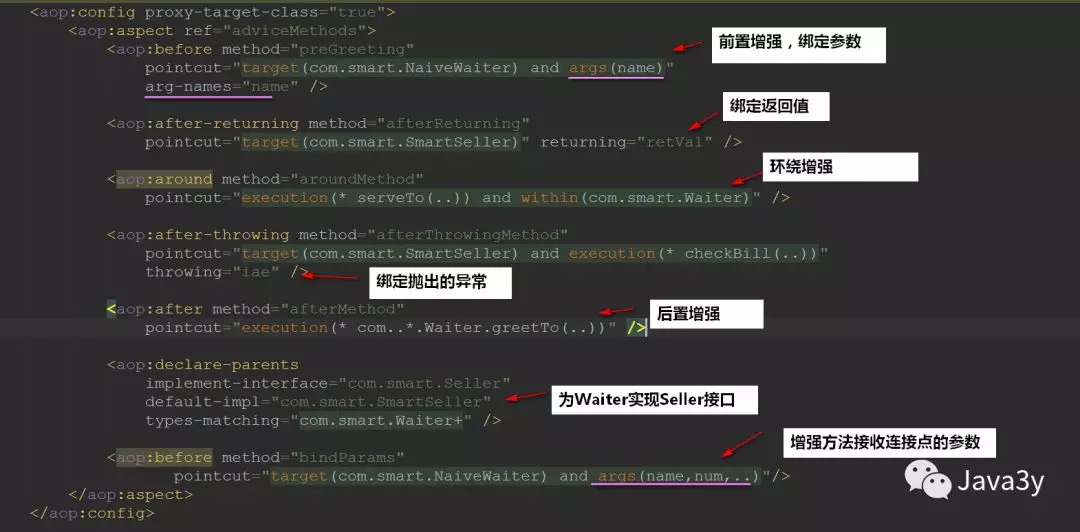 <aop:config proxy-target-class="true">
<aop:aspect ref="adviceMethods">
<aop:before method="preGreeting"
前置增强，绑定参数
pointcut="target(com.smart.NaiveWaiter) and args(name)"
arg-names="name" />
绑定返回值
<aop:after-returning method="afterReturning"
pointcut="target(com.smart.SmartSeller)" returning="retVal" />
环绕增强
<aop:around method="aroundMethod"
pointcut="execution(* serveTo(..)) and within(com.smart.Waiter)" />
<aop:after-throwing method="afterThrowingMethod"
pointcut="target(com.smart.SmartSeller) and execution(* checkBill(..))"
throwing="iae" />
绑定抛出的异常
<aop:after method="afterMethod"
后置增强
pointcut="execution(* com..*.Waiter.greetTo(..))" />
<aop:declare-parents
implement-interface="com.smart.Seller"
default-impl="com.smart.SmartSeller"
为Waiter实现Seller接口
types-matching="com.smart.Waiter+" />
增强方法接收连接点的参数
<aop:before method="bindParams"
pointcut="target(com.smart.NaiveWaiter) and args(name,num,..)"/>
</aop:aspect>
</aop:config>
Java3y